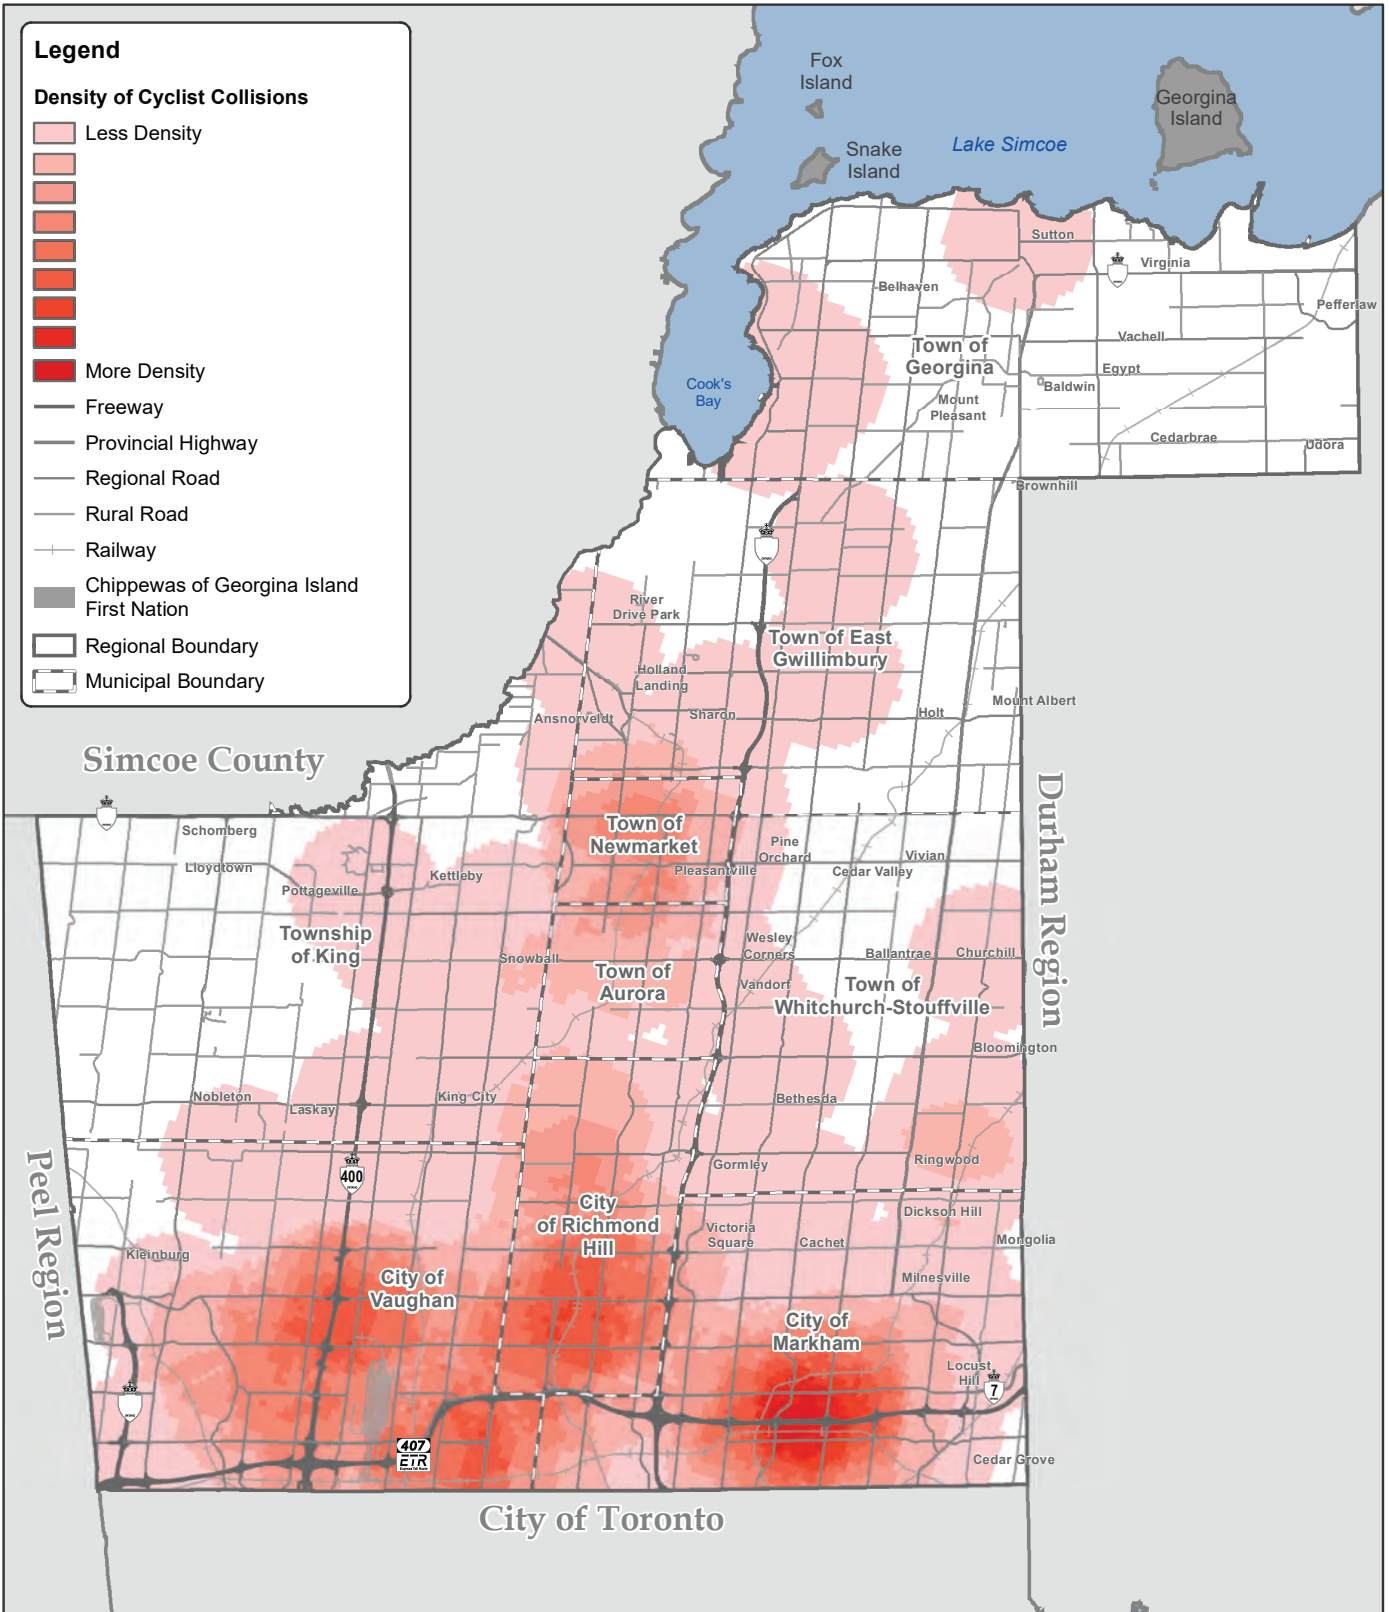 Legend
Density of Cyclist Collisions
Less Density
More Density
Freeway
Provincial Highway
Regional Road
Rural Road
Railway
Chippewas of Georgina Island
First Nation
Regional Boundary
Municipal Boundary
Fox
Island
Snake
Island
Lake Simcoe
Georgina
Island
Sutton
Virginia
Belhaven
Pefferlaw
Town of
Georgina
Vachell
Egypt
Baldwin
Cook's
Bay
Mount
Pleasant
Cedarbrae
Udora
Brownhill
River
Drive Park
Town of East
Gwillimbury
Holland
Landing
Mount Albert
Ansnorveldt
Sharon
Holt
Simcoe County
Durham Region
Schomberg
Town of
Newmarket
Pine
Orchard
Vivian
Lloydtown
Kettleby
Pleasantville
Cedar Valley
Pottageville
Township
of King
Wesley
Corners
Ballantrae
Churchill
Snowball
Town of
Aurora
Vandorf
Town of
Whitchurch-Stouffville
Bloomington
Nobleton
Laskay
King City
Bethesda
Peel Region
400
Gormley
Ringwood
City
of Richmond
Hill
Dickson Hill
Victoria
Square
Cachet
Mongolia
Kleinburg
City of
Vaughan
Milnesville
City of
Markham
Locust
Hill
7
407
ETR
Cedar Grove
City of Toronto